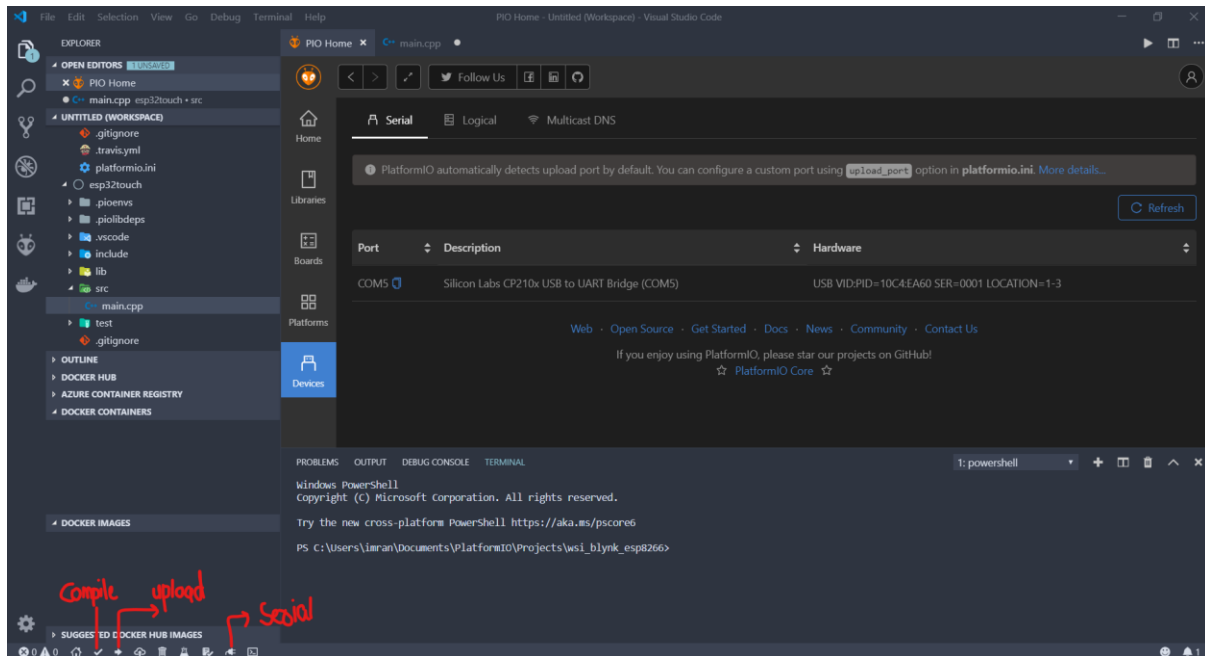 File Edit Selection View Go Debug Terminal Help
PIO Home - Untitled (Workspace) - Visual Studio Code
EXPLORER
OPEN EDITORS 1 UNSAVED
PIO Home
main.cpp esp32touch • src
UNTITLED (WORKSPACE)
.gitignore
.travis.yml
platformio.ini
esp32touch
.pioenvs
.piolibdeps
.vscode
include
lib
src
main.cpp
test
.gitignore
OUTLINE
DOCKER HUB
AZURE CONTAINER REGISTRY
DOCKER CONTAINERS
DOCKER IMAGES
SUGGESTED DOCKER HUB IMAGES
PIO Home
main.cpp
Follow Us
Home
Libraries
Boards
Platforms
Devices
Serial Logical Multicast DNS
PlatformIO automatically detects upload port by default. You can configure a custom port using upload_port option in platformio.ini. More details...
Refresh
Port Description Hardware
COM5 Silicon Labs CP210x USB to UART Bridge (COM5) USB VID:PID=10C4:EA60 SER=0001 LOCATION=1-3
Web · Open Source · Get Started · Docs · News · Community · Contact Us
If you enjoy using PlatformIO, please star our projects on GitHub!
PlatformIO Core
PROBLEMS OUTPUT DEBUG CONSOLE TERMINAL
1: powershell
Windows PowerShell
Copyright (C) Microsoft Corporation. All rights reserved.
Try the new cross-platform PowerShell https://aka.ms/pscore6
PS C:\Users\imran\Documents\PlatformIO\Projects\wsi_blynk_esp8266>
Compile
upload
Serial
0 0
1